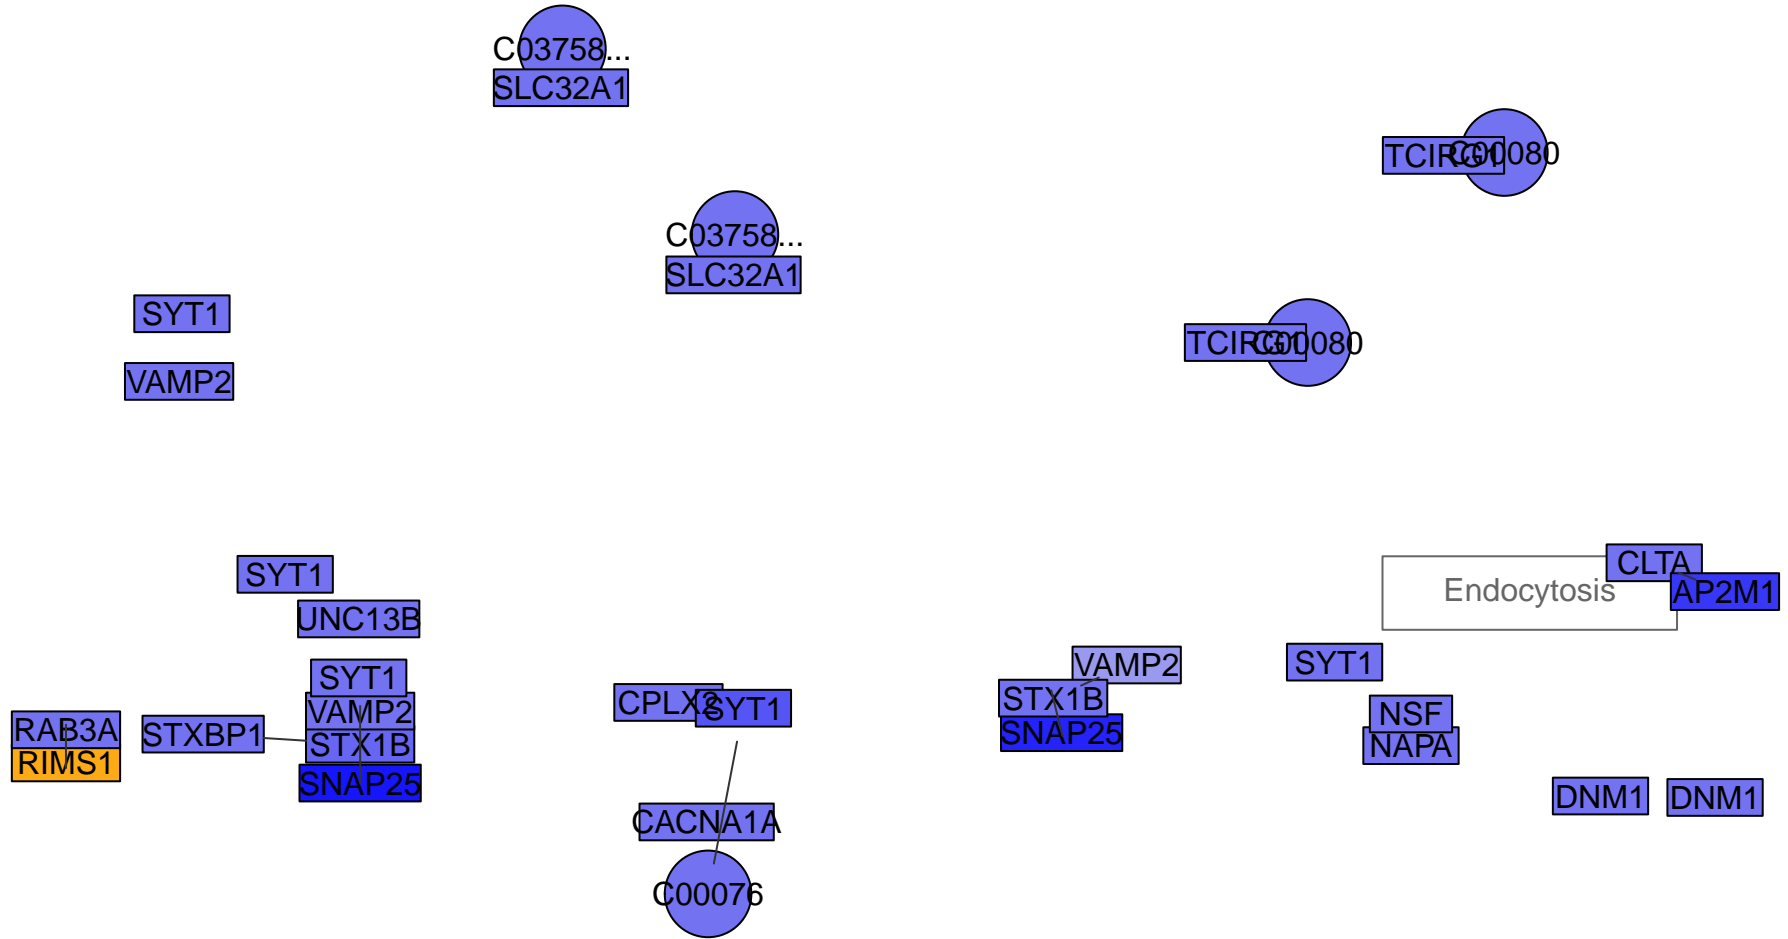 C03758...
SLC32A1
TCIRG1
C00080
C03758...
SLC32A1
SYT1
TCIRG1
C00080
VAMP2
SYT1
CLTA
Endocytosis
AP2M1
UNC13B
SYT1
VAMP2
STX1B
SNAP25
RAB3A
RIMS1
STXBP1
CPLX2
SYT1
VAMP2
STX1B
SNAP25
SYT1
NSF
NAPA
DNM1
DNM1
CACNA1A
C00076